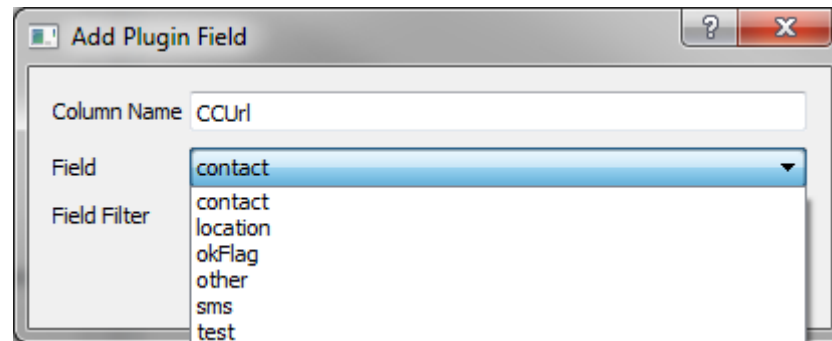 Add Plugin Field
?
Column Name CCUrl
Field contact
contact
Field Filter
location
okFlag
other
sms
test